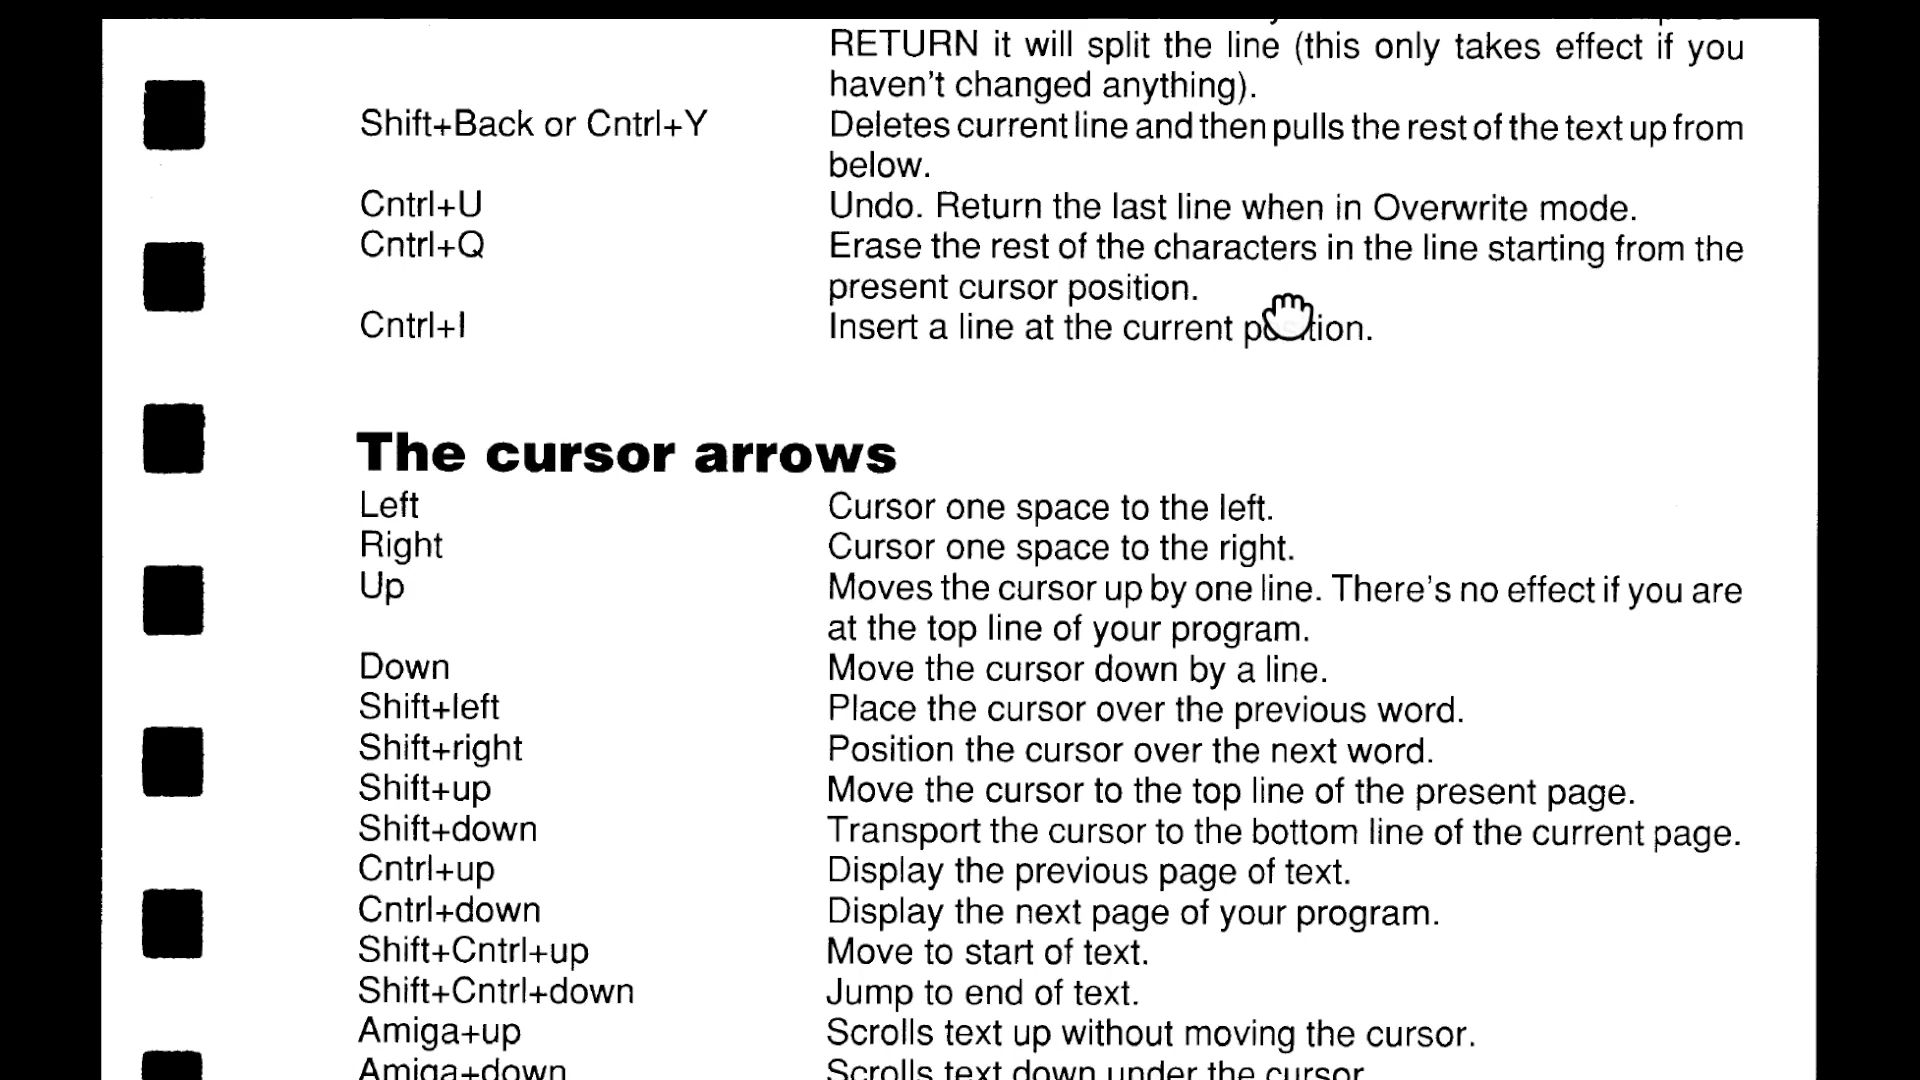 RETURN it will split the line (this only takes effect if you
haven't changed anything).
Shift+Back or Cntrl+Y Deletes current line and then pulls the rest of the text up from
below.
Cntrl+U Undo. Return the last line when in Overwrite mode.
Cntrl+Q Erase the rest of the characters in the line starting from the
present cursor position.
Cntrl+I Insert a line at the current position.
The cursor arrows
Left Cursor one space to the left.
Right Cursor one space to the right.
Up Moves the cursor up by one line. There's no effect if you are
at the top line of your program.
Down Move the cursor down by a line.
Shift+left Place the cursor over the previous word.
Shift+right Position the cursor over the next word.
Shift+up Move the cursor to the top line of the present page.
Shift+down Transport the cursor to the bottom line of the current page.
Cntrl+up Display the previous page of text.
Cntrl+down Display the next page of your program.
Shift+Cntrl+up Move to start of text.
Shift+Cntrl+down Jump to end of text.
Amiga+up Scrolls text up without moving the cursor.
Amiga+down Scrolls text down under the cursor